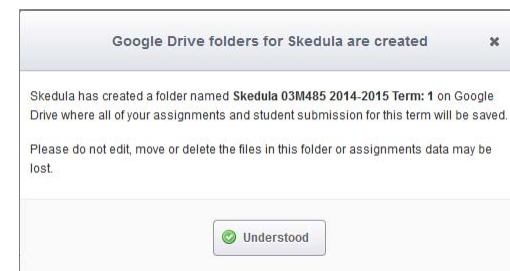 Google Drive folders for Skedula are created
Skedula has created a folder named Skedula 03M485 2014-2015 Term: 1 on Google
Drive where all of your assignments and student submission for this term will be saved.
Please do not edit, move or delete the files in this folder or assignments data may be
lost.
Understood